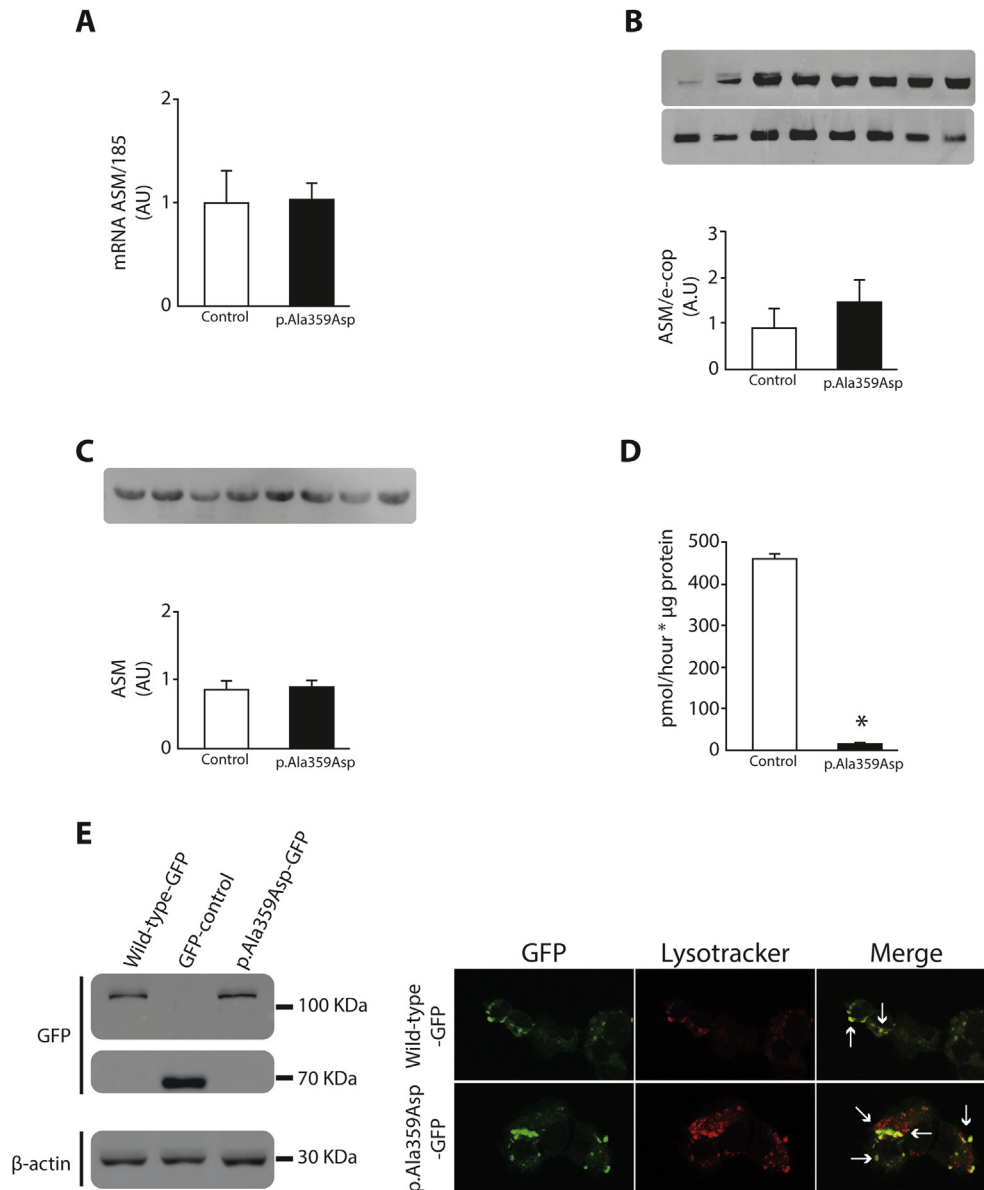 A
2
1
0
mRNA ASM/185
(AU)
Control
p.Ala359Asp
B
3
2
1
0
ASM/e-cop
(A.U)
Control
p.Ala359Asp
C
2
1
0
ASM
(AU)
Control
p.Ala359Asp
D
500
400
300
200
100
0
pmol/hour * µg protein
*
Control
p.Ala359Asp
E
Wild-type-GFP
GFP-control
p.Ala359Asp-GFP
GFP
100 KDa
70 KDa
β-actin
30 KDa
GFP
Lysotracker
Merge
Wild-type
-GFP
p.Ala359Asp
-GFP